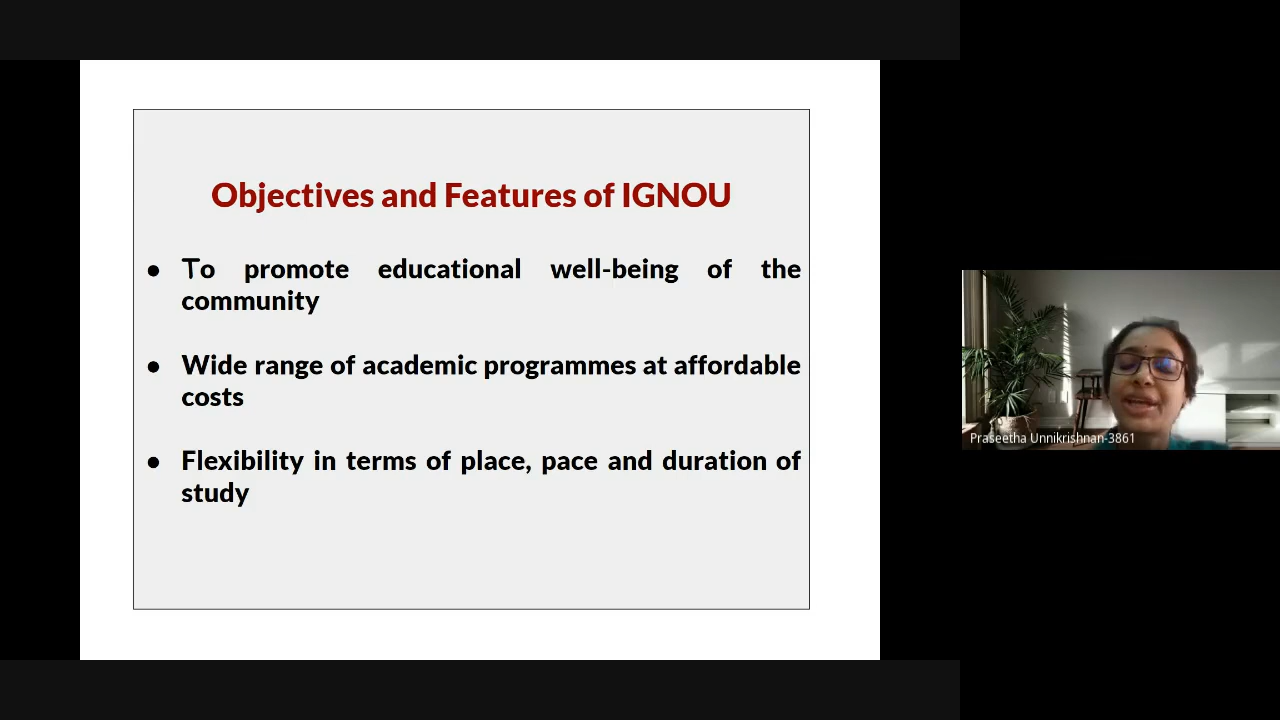 Objectives and Features of IGNOU
● To promote educational well-being of the
community
● Wide range of academic programmes at affordable
costs
● Flexibility in terms of place, pace and duration of
study
Praseetha Unnikrishnan-3861